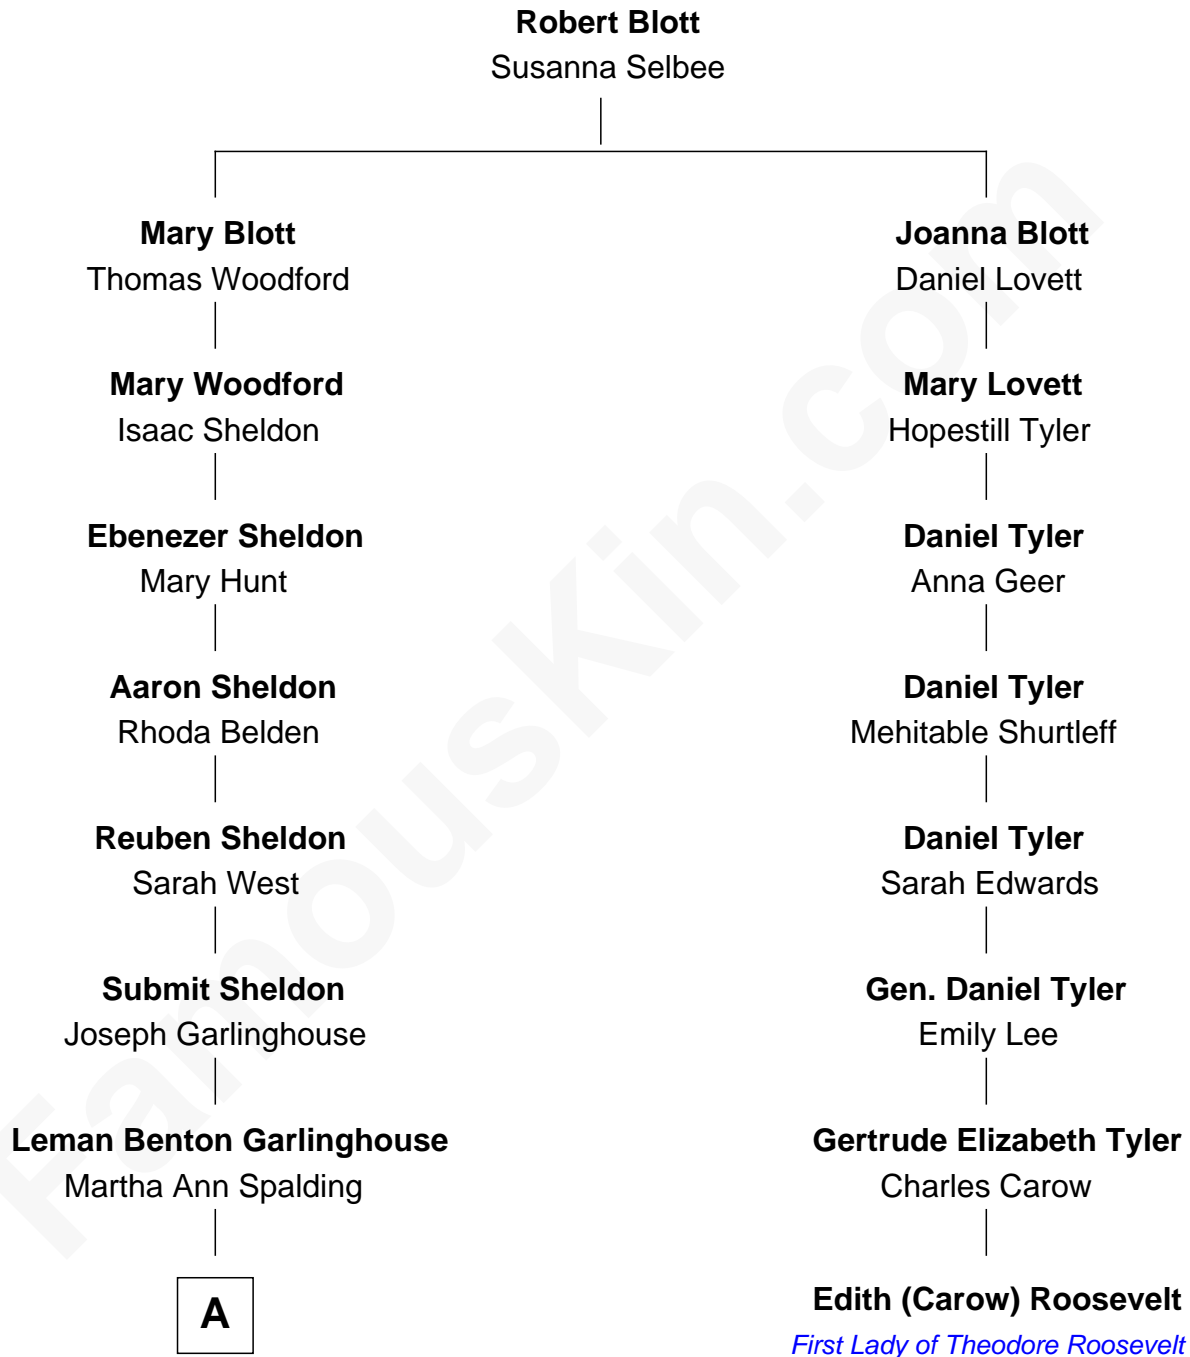 Robert Blott
Susanna Selbee
Mary Blott
Thomas Woodford
Joanna Blott
Daniel Lovett
Mary Woodford
Isaac Sheldon
Mary Lovett
Hopestill Tyler
Ebenezer Sheldon
Mary Hunt
Daniel Tyler
Anna Geer
Aaron Sheldon
Rhoda Belden
Daniel Tyler
Mehitable Shurtleff
Reuben Sheldon
Sarah West
Daniel Tyler
Sarah Edwards
Submit Sheldon
Joseph Garlinghouse
Gen. Daniel Tyler
Emily Lee
Leman Benton Garlinghouse
Martha Ann Spalding
Gertrude Elizabeth Tyler
Charles Carow
A
Edith (Carow) Roosevelt
First Lady of Theodore Roosevelt
FamousKin.com